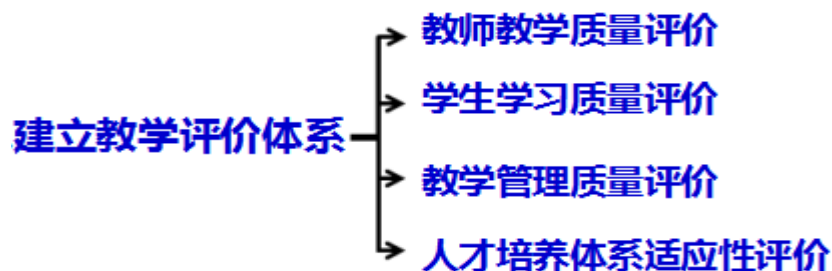 建立教学评价体系
教师教学质量评价
学生学习质量评价
教学管理质量评价
人才培养体系适应性评价